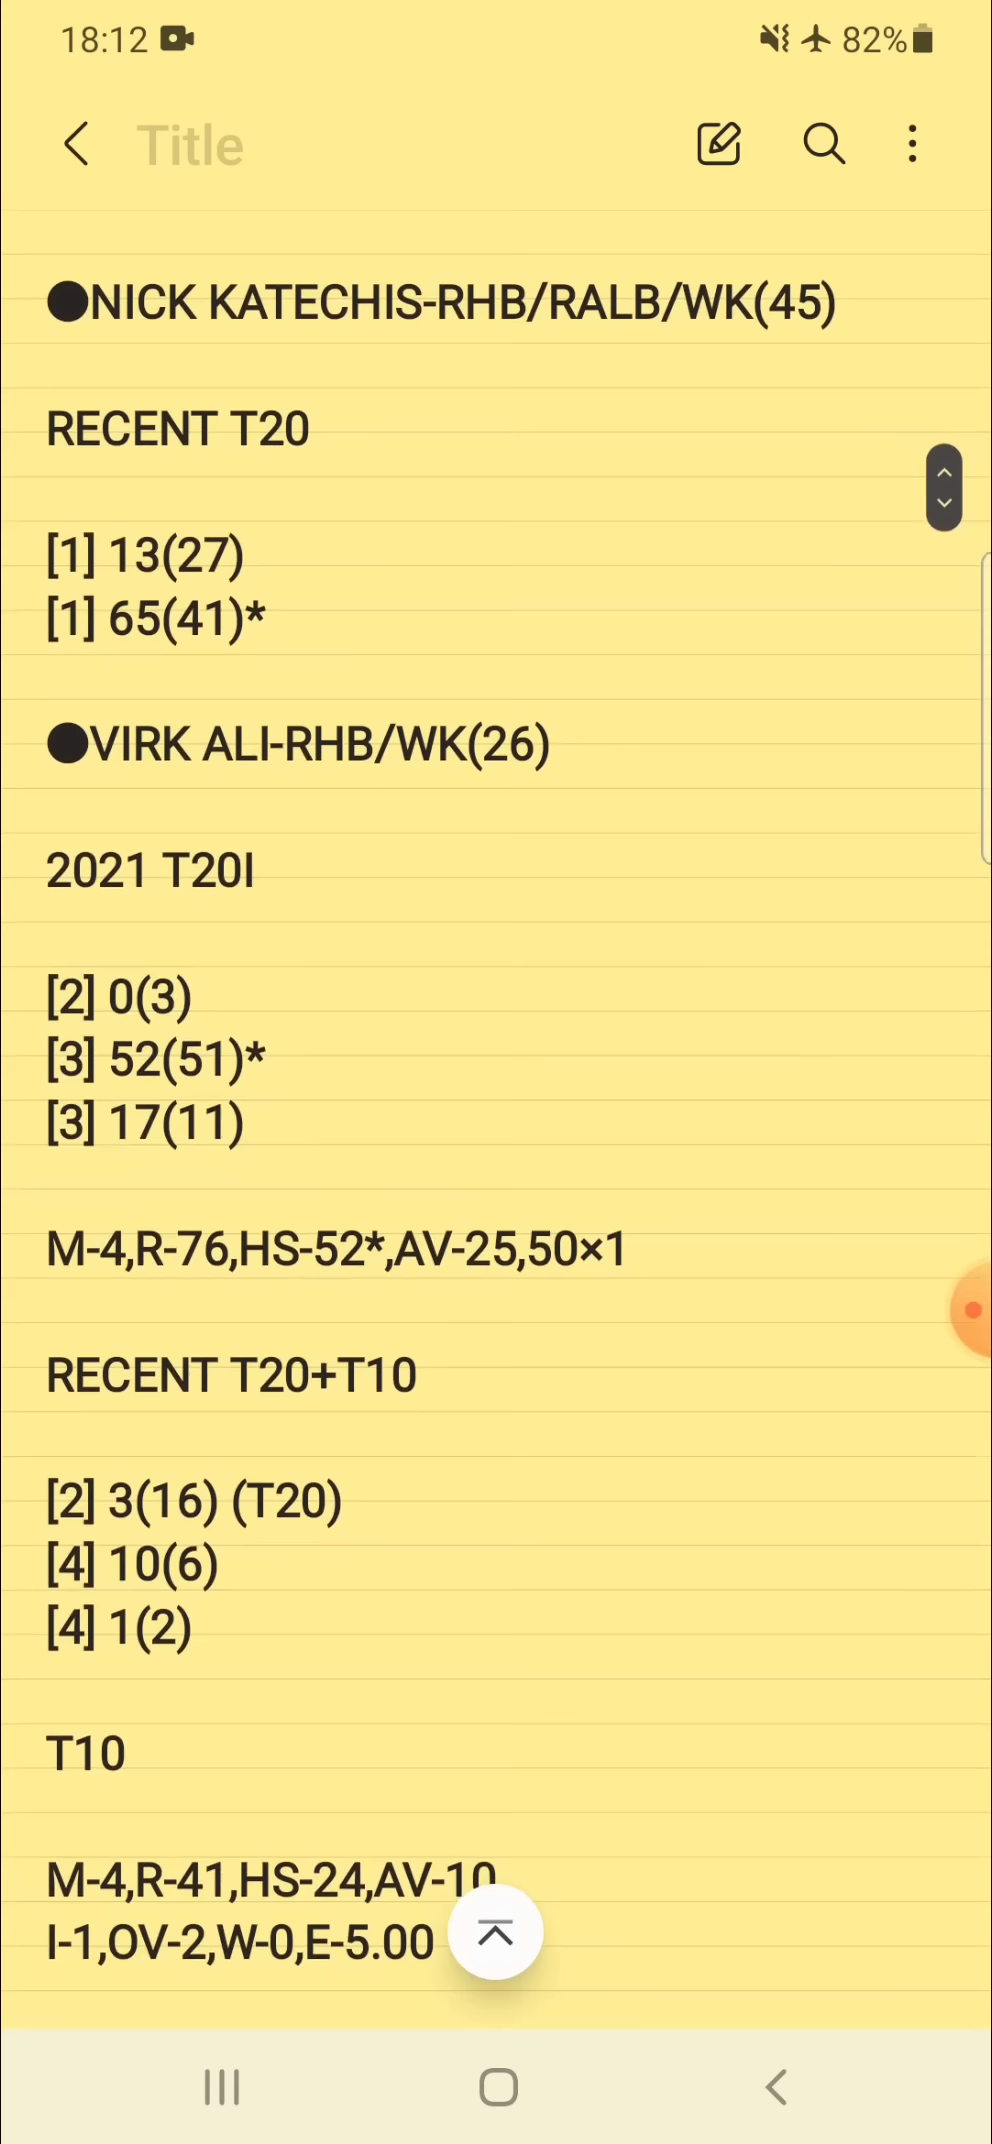 18:12
82%
Title
●NICK KATECHIS-RHB/RALB/WK(45)
RECENT T20
[1] 13(27)
[1] 65(41)*
●VIRK ALI-RHB/WK(26)
2021 T20I
[2] 0(3)
[3] 52(51)*
[3] 17(11)
M-4,R-76,HS-52*,AV-25,50×1
RECENT T20+T10
[2] 3(16) (T20)
[4] 10(6)
[4] 1(2)
T10
M-4,R-41,HS-24,AV-10
I-1,OV-2,W-0,E-5.00